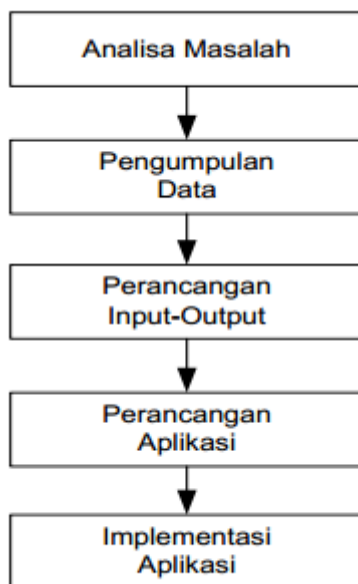 Analisa Masalah
Pengumpulan
Data
Perancangan
Input-Output
Perancangan
Aplikasi
Implementasi
Aplikasi